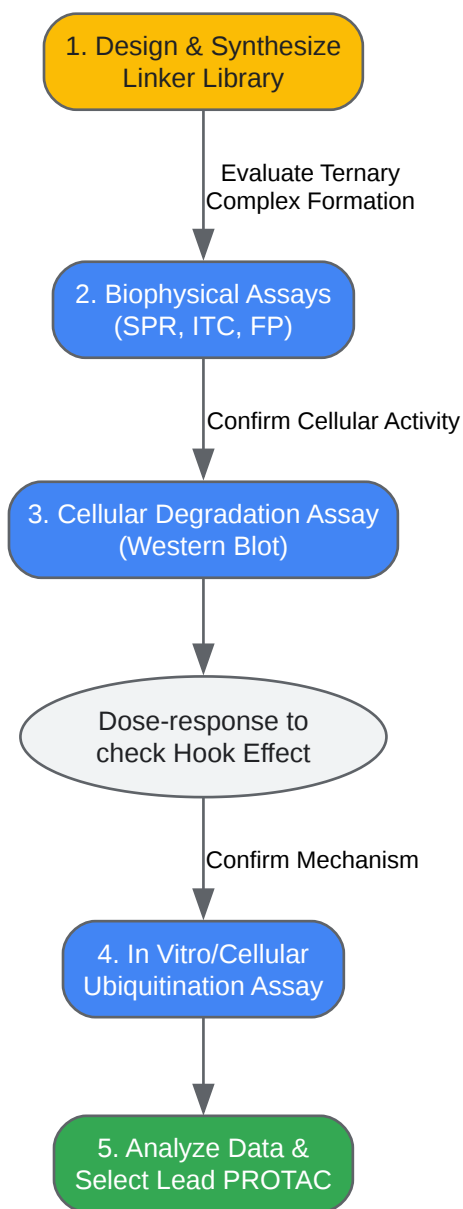 1. Design & Synthesize
Linker Library
Evaluate Ternary
Complex Formation
2. Biophysical Assays
(SPR, ITC, FP)
Confirm Cellular Activity
3. Cellular Degradation Assay
(Western Blot)
Dose-response to
check Hook Effect
Confirm Mechanism
4. In Vitro/Cellular
Ubiquitination Assay
5. Analyze Data &
Select Lead PROTAC